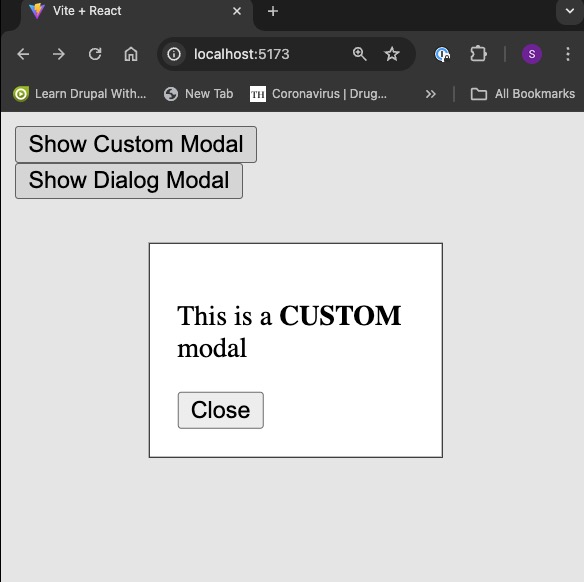 Vite + React
localhost:5173
S
Learn Drupal With...
New Tab
TH
Coronavirus | Drug...
All Bookmarks
Show Custom Modal
Show Dialog Modal
This is a CUSTOM
modal
Close